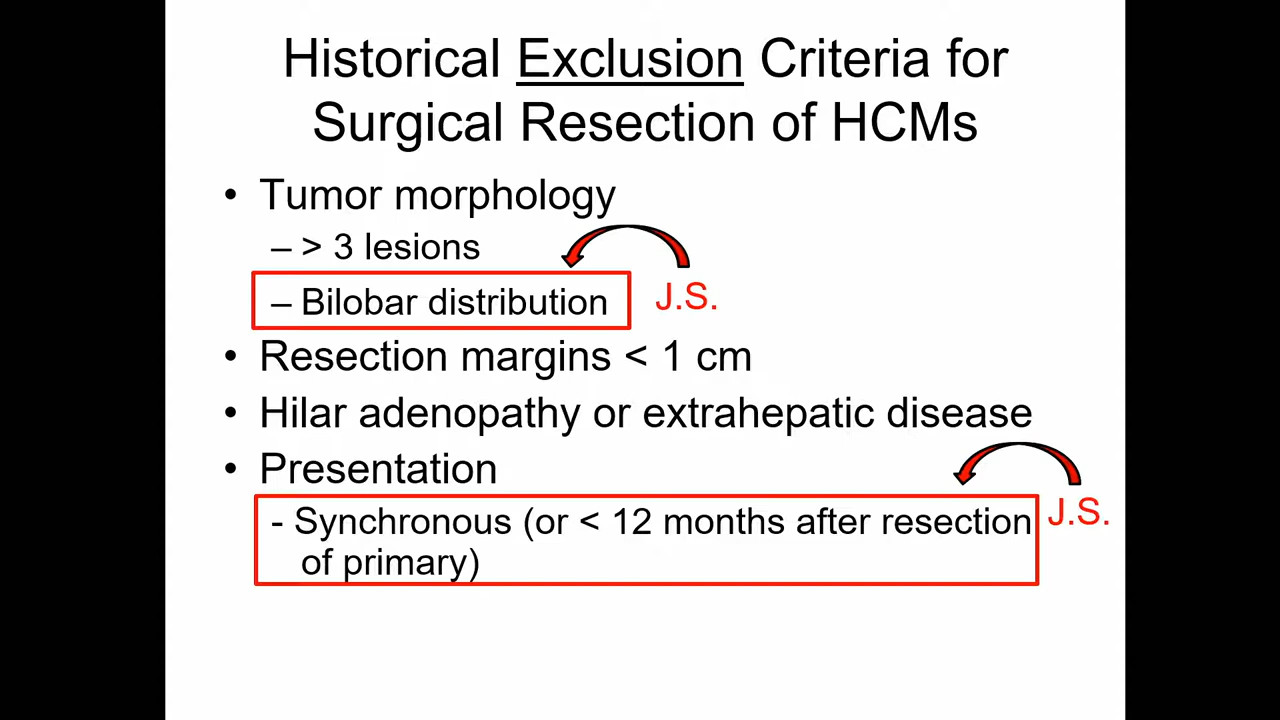 Historical Exclusion Criteria for
Surgical Resection of HCMs
• Tumor morphology
– > 3 lesions
– Bilobar distribution
J.S.
• Resection margins < 1 cm
• Hilar adenopathy or extrahepatic disease
• Presentation
- Synchronous (or < 12 months after resection
of primary)
J.S.